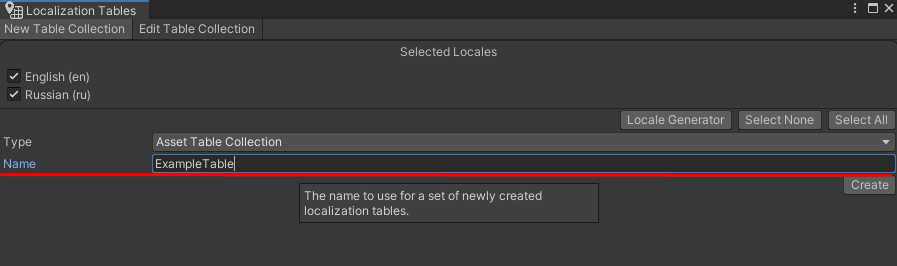 Localization Tables
New Table Collection Edit Table Collection
Selected Locales
English (en)
Russian (ru)
Locale Generator Select None Select All
Type Asset Table Collection
Name ExampleTable
Create
The name to use for a set of newly created
localization tables.